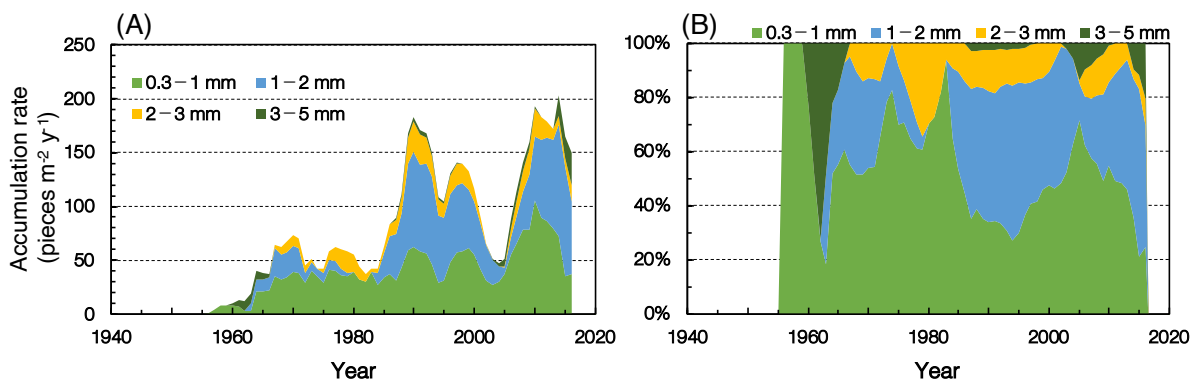 (A)
Accumulation rate
(pieces m⁻² y⁻¹)
250
200
150
100
50
0
0.3－1 mm 1－2 mm
2－3 mm 3－5 mm
1940 1960 1980 2000 2020
Year
(B)
0.3－1 mm 1－2 mm 2－3 mm 3－5 mm
100%
80%
60%
40%
20%
0%
1940 1960 1980 2000 2020
Year